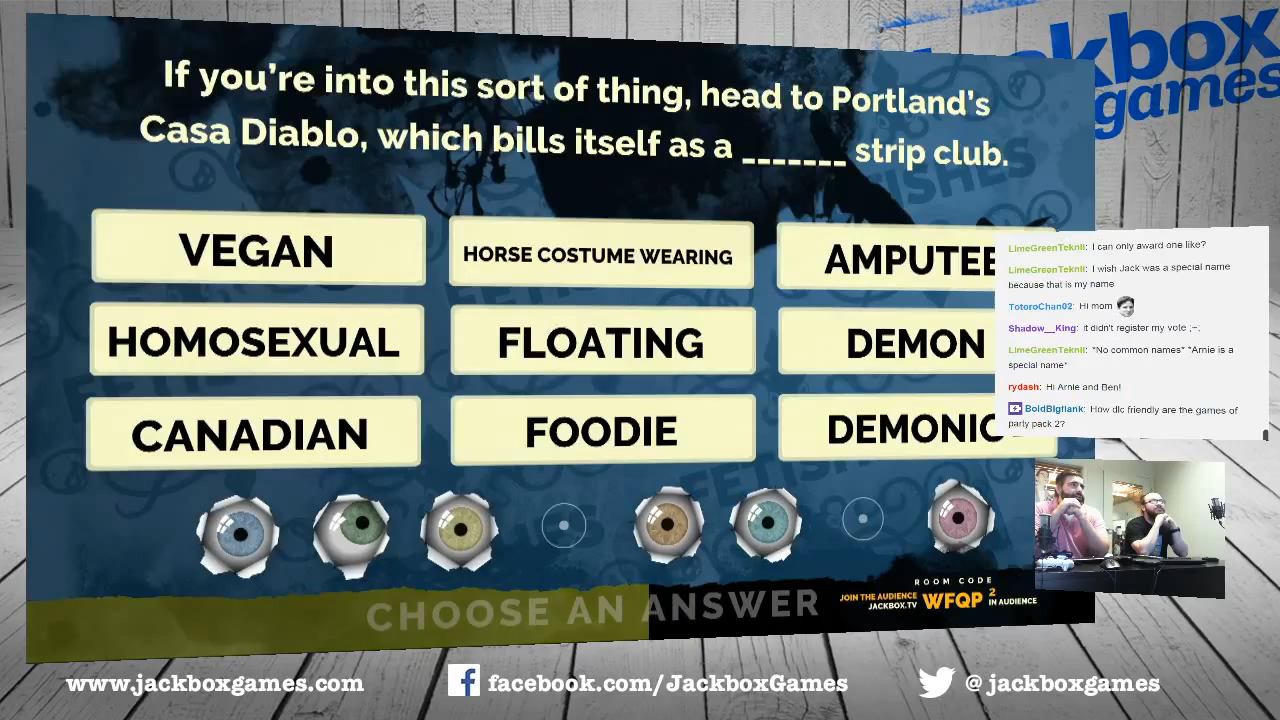 Jackbox
games
If you're into this sort of thing, head to Portland's
Casa Diablo, which bills itself as a _______ strip club.
VEGAN
HORSE COSTUME WEARING
AMPUTEE
HOMOSEXUAL
FLOATING
DEMON
CANADIAN
FOODIE
DEMONIC
FETISHES
LimeGreenTeknii: I can only award one like?
LimeGreenTeknii: I wish Jack was a special name
because that is my name
TotoroChan02: Hi mom
Shadow__King: it didn't register my vote ;~;
LimeGreenTeknii: *No common names* *Arnie is a
special name*
rydash: Hi Arnie and Ben!
BoldBigflank: How dlc friendly are the games of
party pack 2?
CHOOSE AN ANSWER
JOIN THE AUDIENCE
JACKBOX.TV
ROOM CODE
WFQP
2
IN AUDIENCE
www.jackboxgames.com
facebook.com/JackboxGames
@jackboxgames